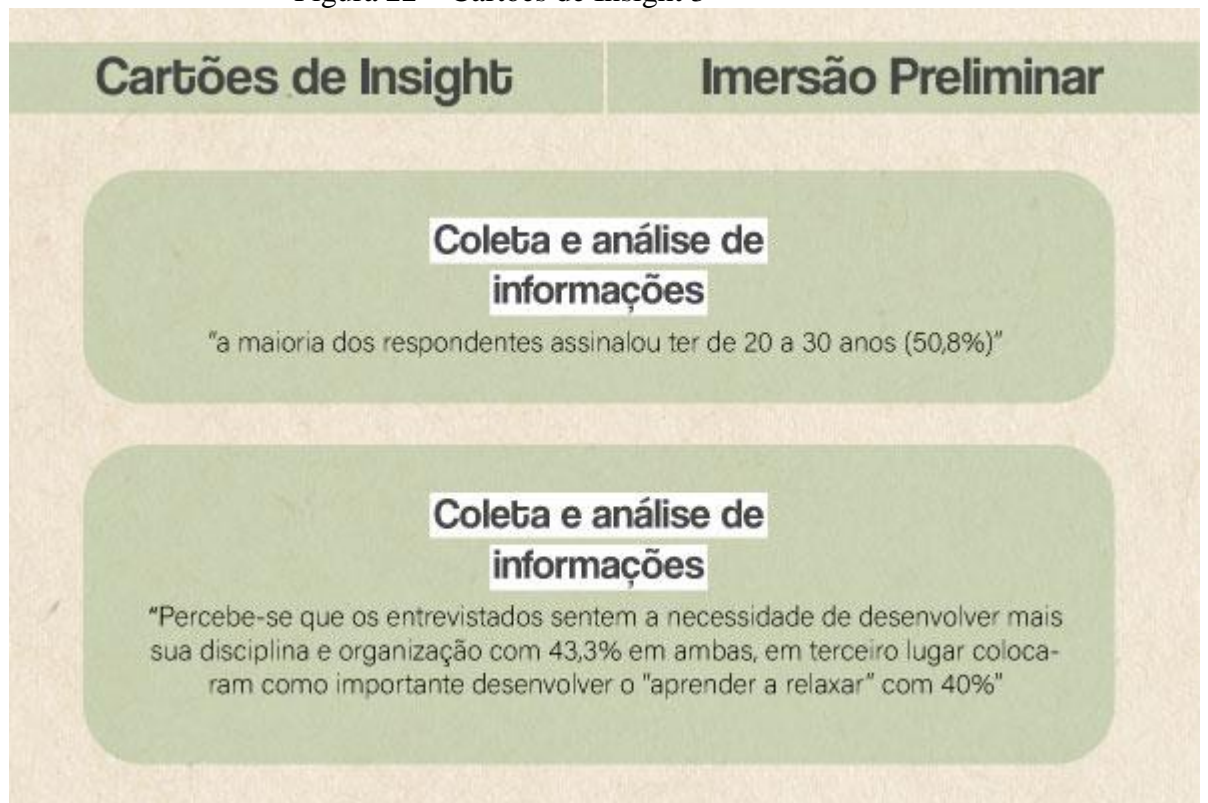 Cartões de Insight
Imersão Preliminar
Coleta e análise de
informações
"a maioria dos respondentes assinalou ter de 20 a 30 anos (50,8%)"
Coleta e análise de
informações
"Percebe-se que os entrevistados sentem a necessidade de desenvolver mais
sua disciplina e organização com 43,3% em ambas, em terceiro lugar coloca-
ram como importante desenvolver o "aprender a relaxar" com 40%"